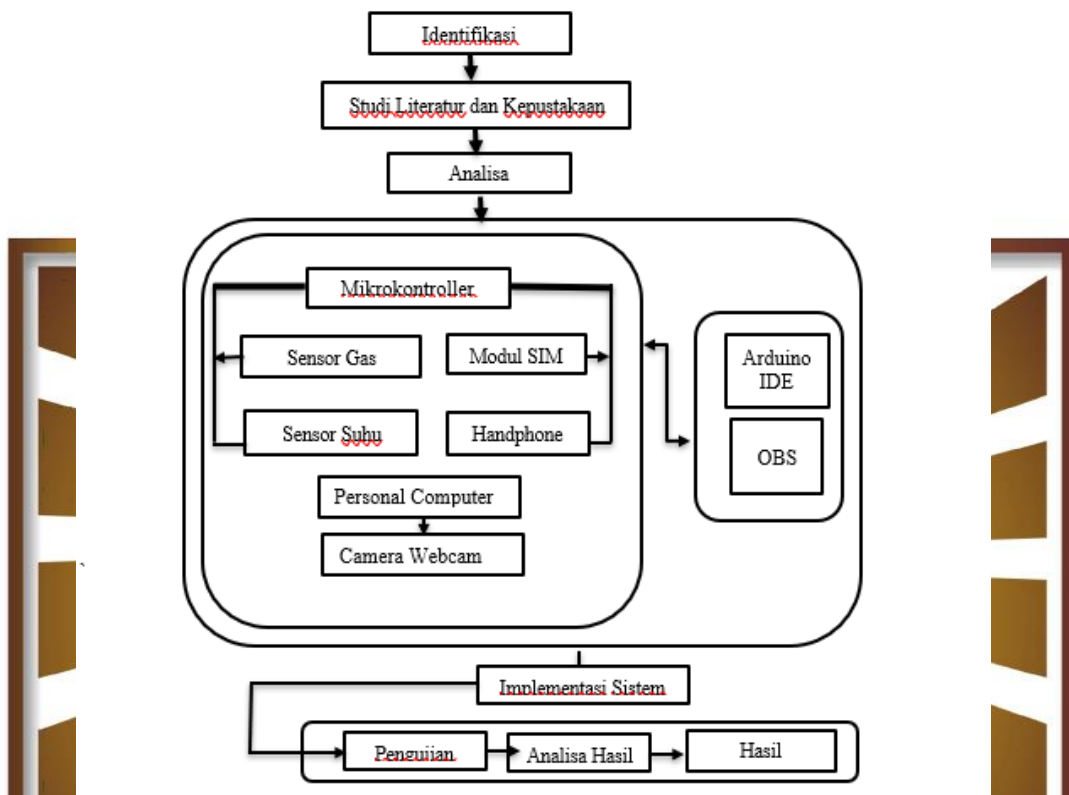 Identifikasi
Studi Literatur dan Kepustakaan
Analisa
Mikrokontroller
Sensor Gas
Modul SIM
Sensor Suhu
Handphone
Personal Computer
Camera Webcam
Arduino
IDE
OBS
Implementasi Sistem
Pengujian
Analisa Hasil
Hasil